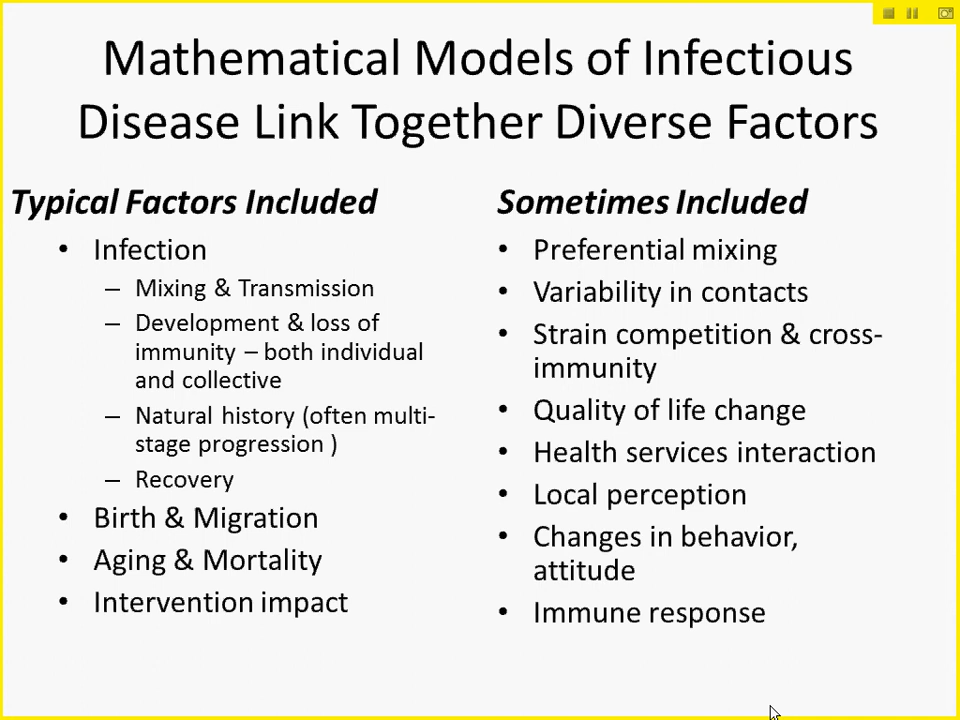 Mathematical Models of Infectious
Disease Link Together Diverse Factors
Typical Factors Included
• Infection
– Mixing & Transmission
– Development & loss of
immunity – both individual
and collective
– Natural history (often multi-
stage progression )
– Recovery
• Birth & Migration
• Aging & Mortality
• Intervention impact
Sometimes Included
• Preferential mixing
• Variability in contacts
• Strain competition & cross-
immunity
• Quality of life change
• Health services interaction
• Local perception
• Changes in behavior,
attitude
• Immune response